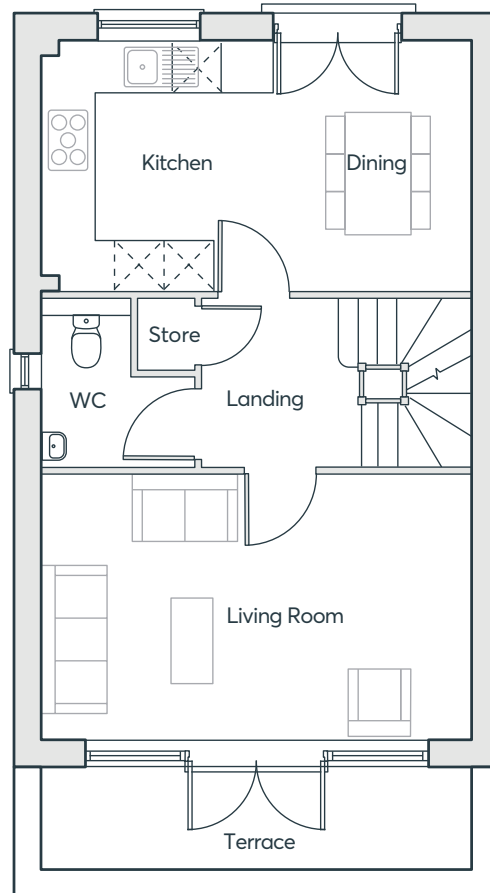 Kitchen
Dining
Store
WC
Landing
Living Room
Terrace